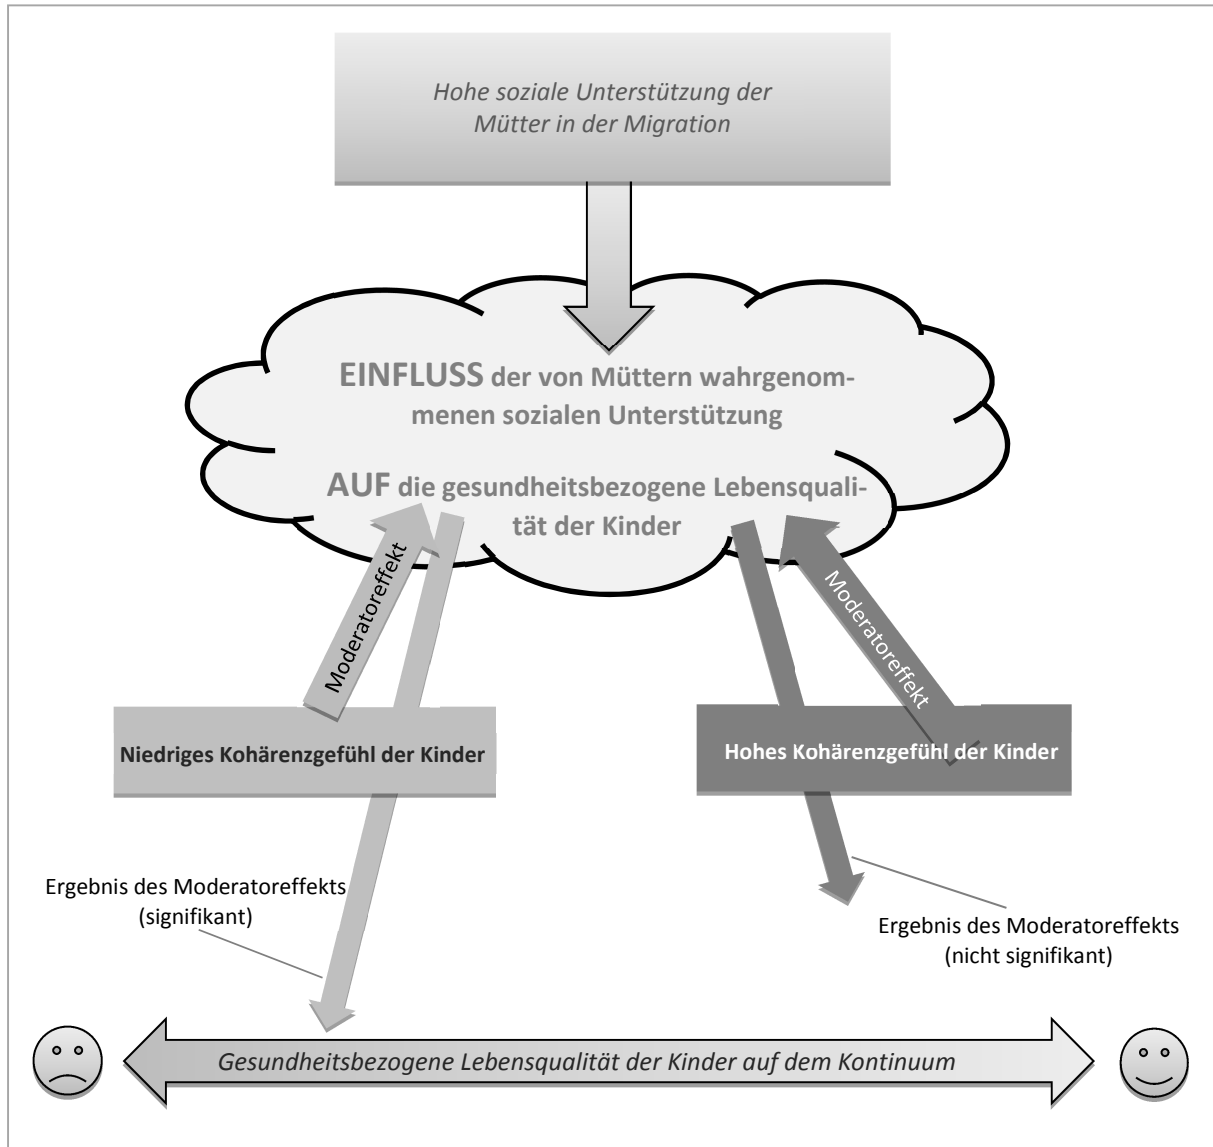 Hohe soziale Unterstützung der
Mütter in der Migration
EINFLUSS der von Müttern wahrgenom-
menen sozialen Unterstützung
AUF die gesundheitsbezogene Lebensquali-
tät der Kinder
Moderatoreffekt
Moderatoreffekt
Niedriges Kohärenzgefühl der Kinder
Hohes Kohärenzgefühl der Kinder
Ergebnis des Moderatoreffekts
(signifikant)
Ergebnis des Moderatoreffekts
(nicht signifikant)
Gesundheitsbezogene Lebensqualität der Kinder auf dem Kontinuum